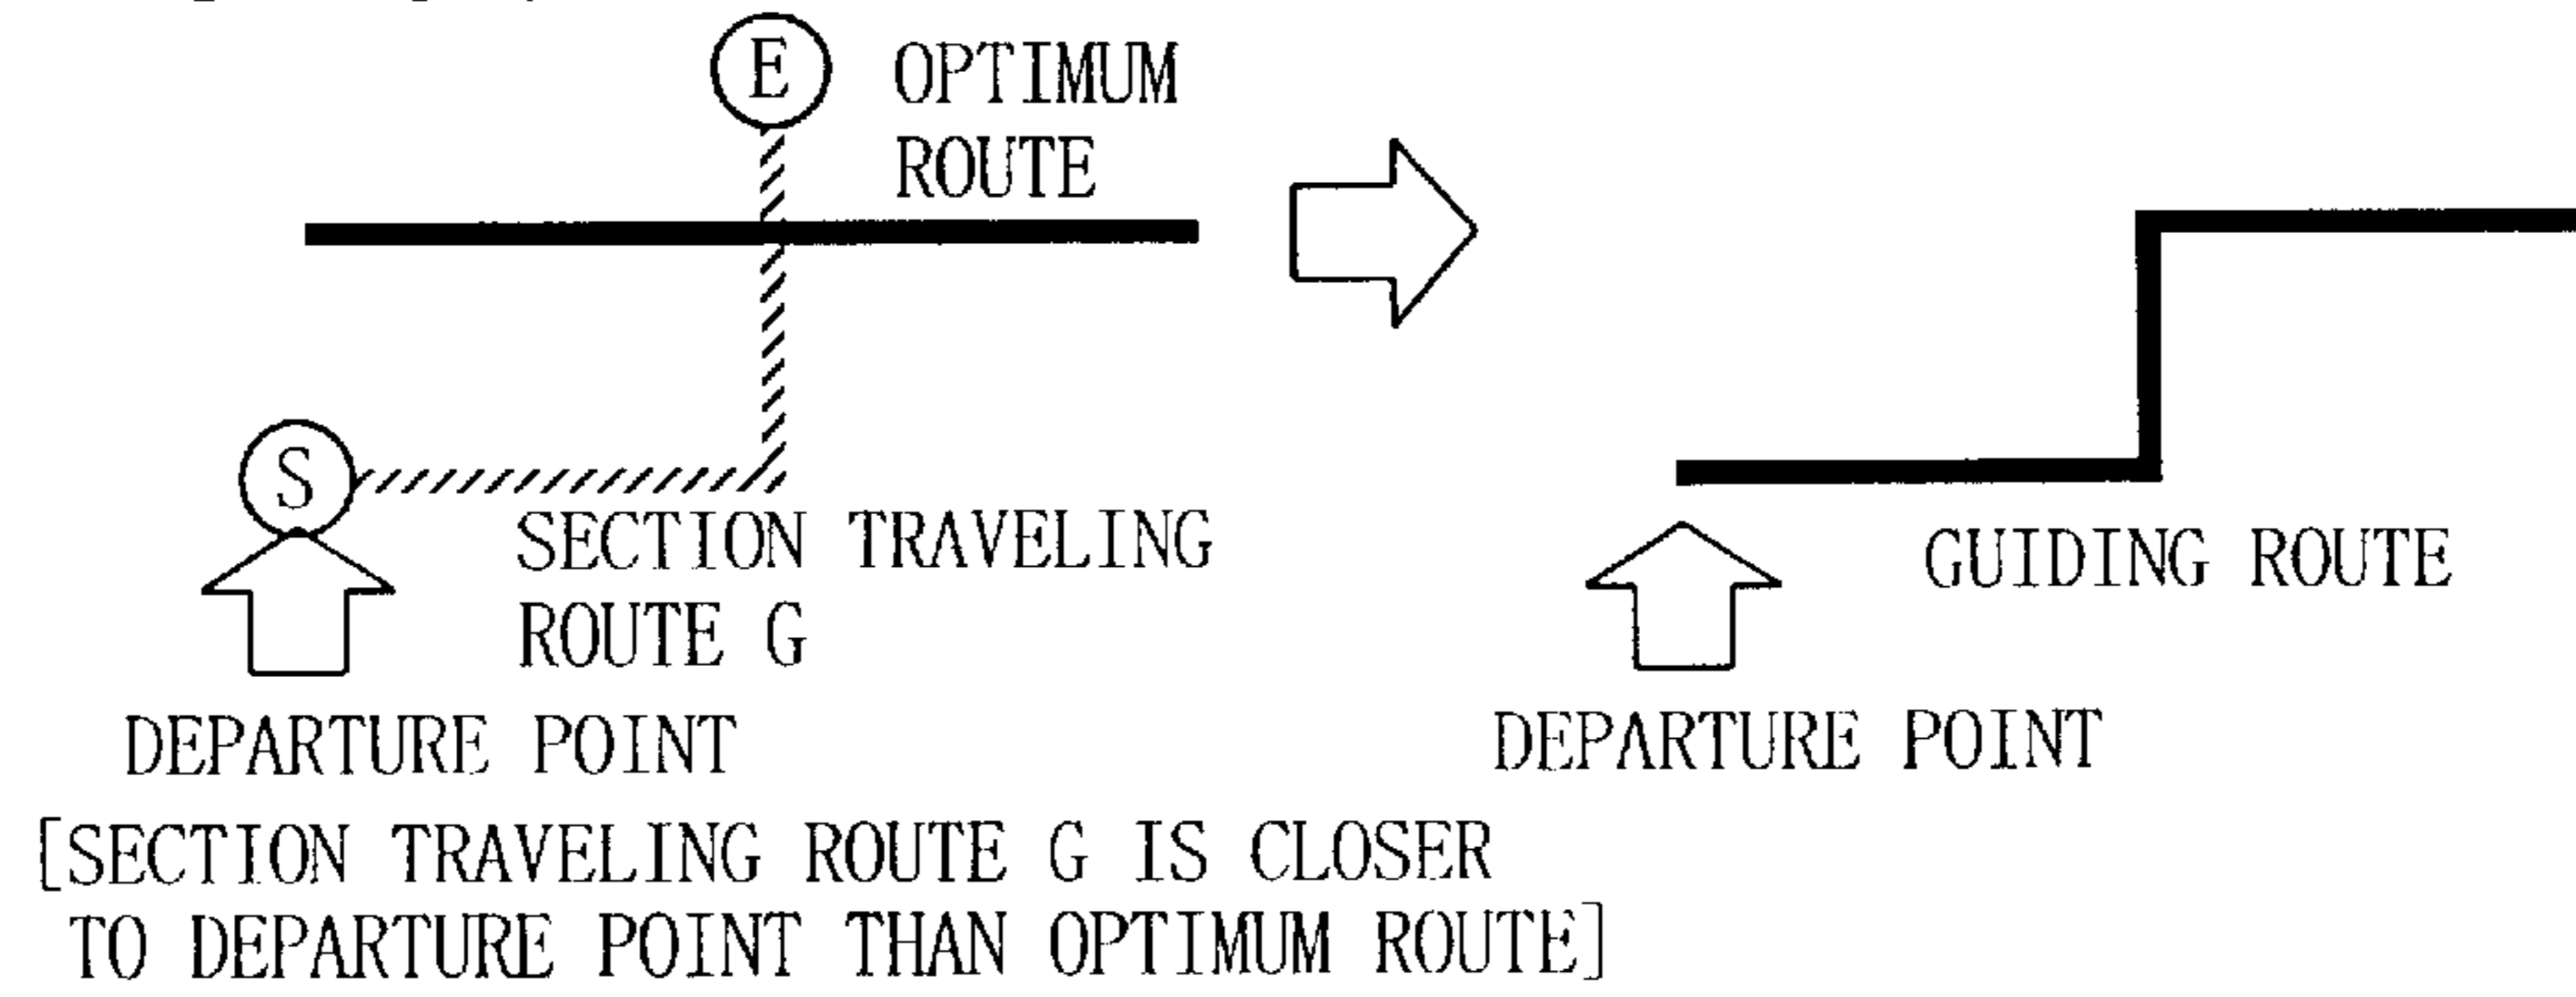 E
OPTIMUM
ROUTE
S
SECTION TRAVELING
ROUTE G
GUIDING ROUTE
DEPARTURE POINT
DEPARTURE POINT
[SECTION TRAVELING ROUTE G IS CLOSER
TO DEPARTURE POINT THAN OPTIMUM ROUTE]